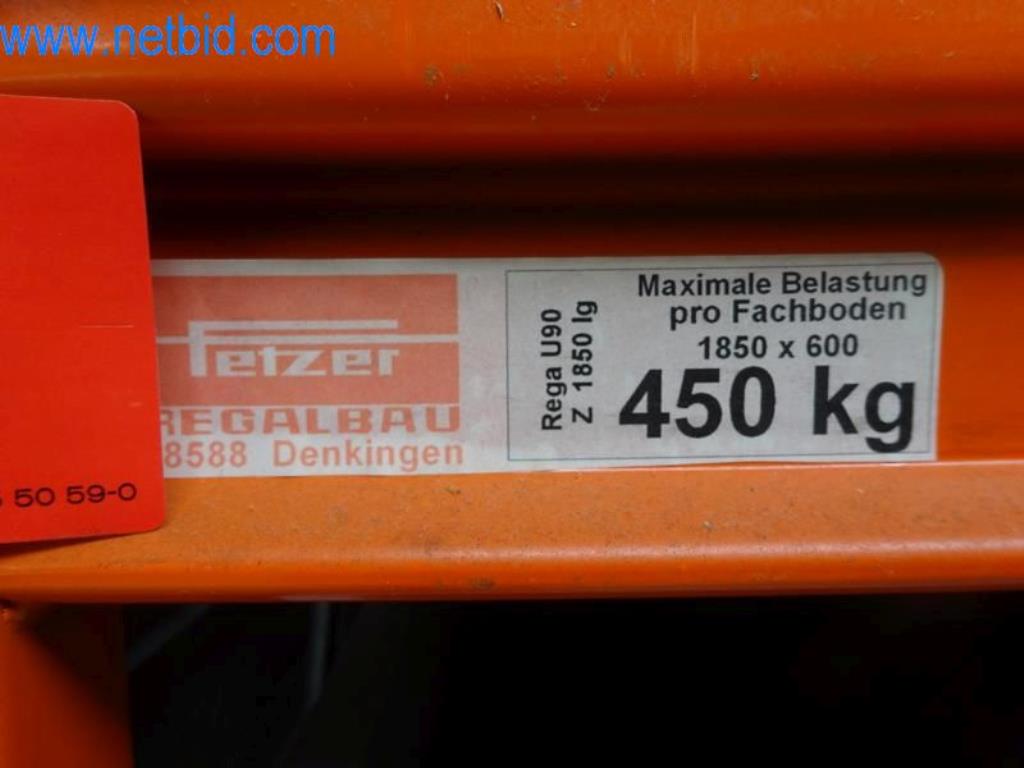 www.netbid.com
Fetzer
REGALBAU
8588 Denkingen
Rega U90
Z 1850 lg
Maximale Belastung
pro Fachboden
1850 x 600
450 kg
50 59-0